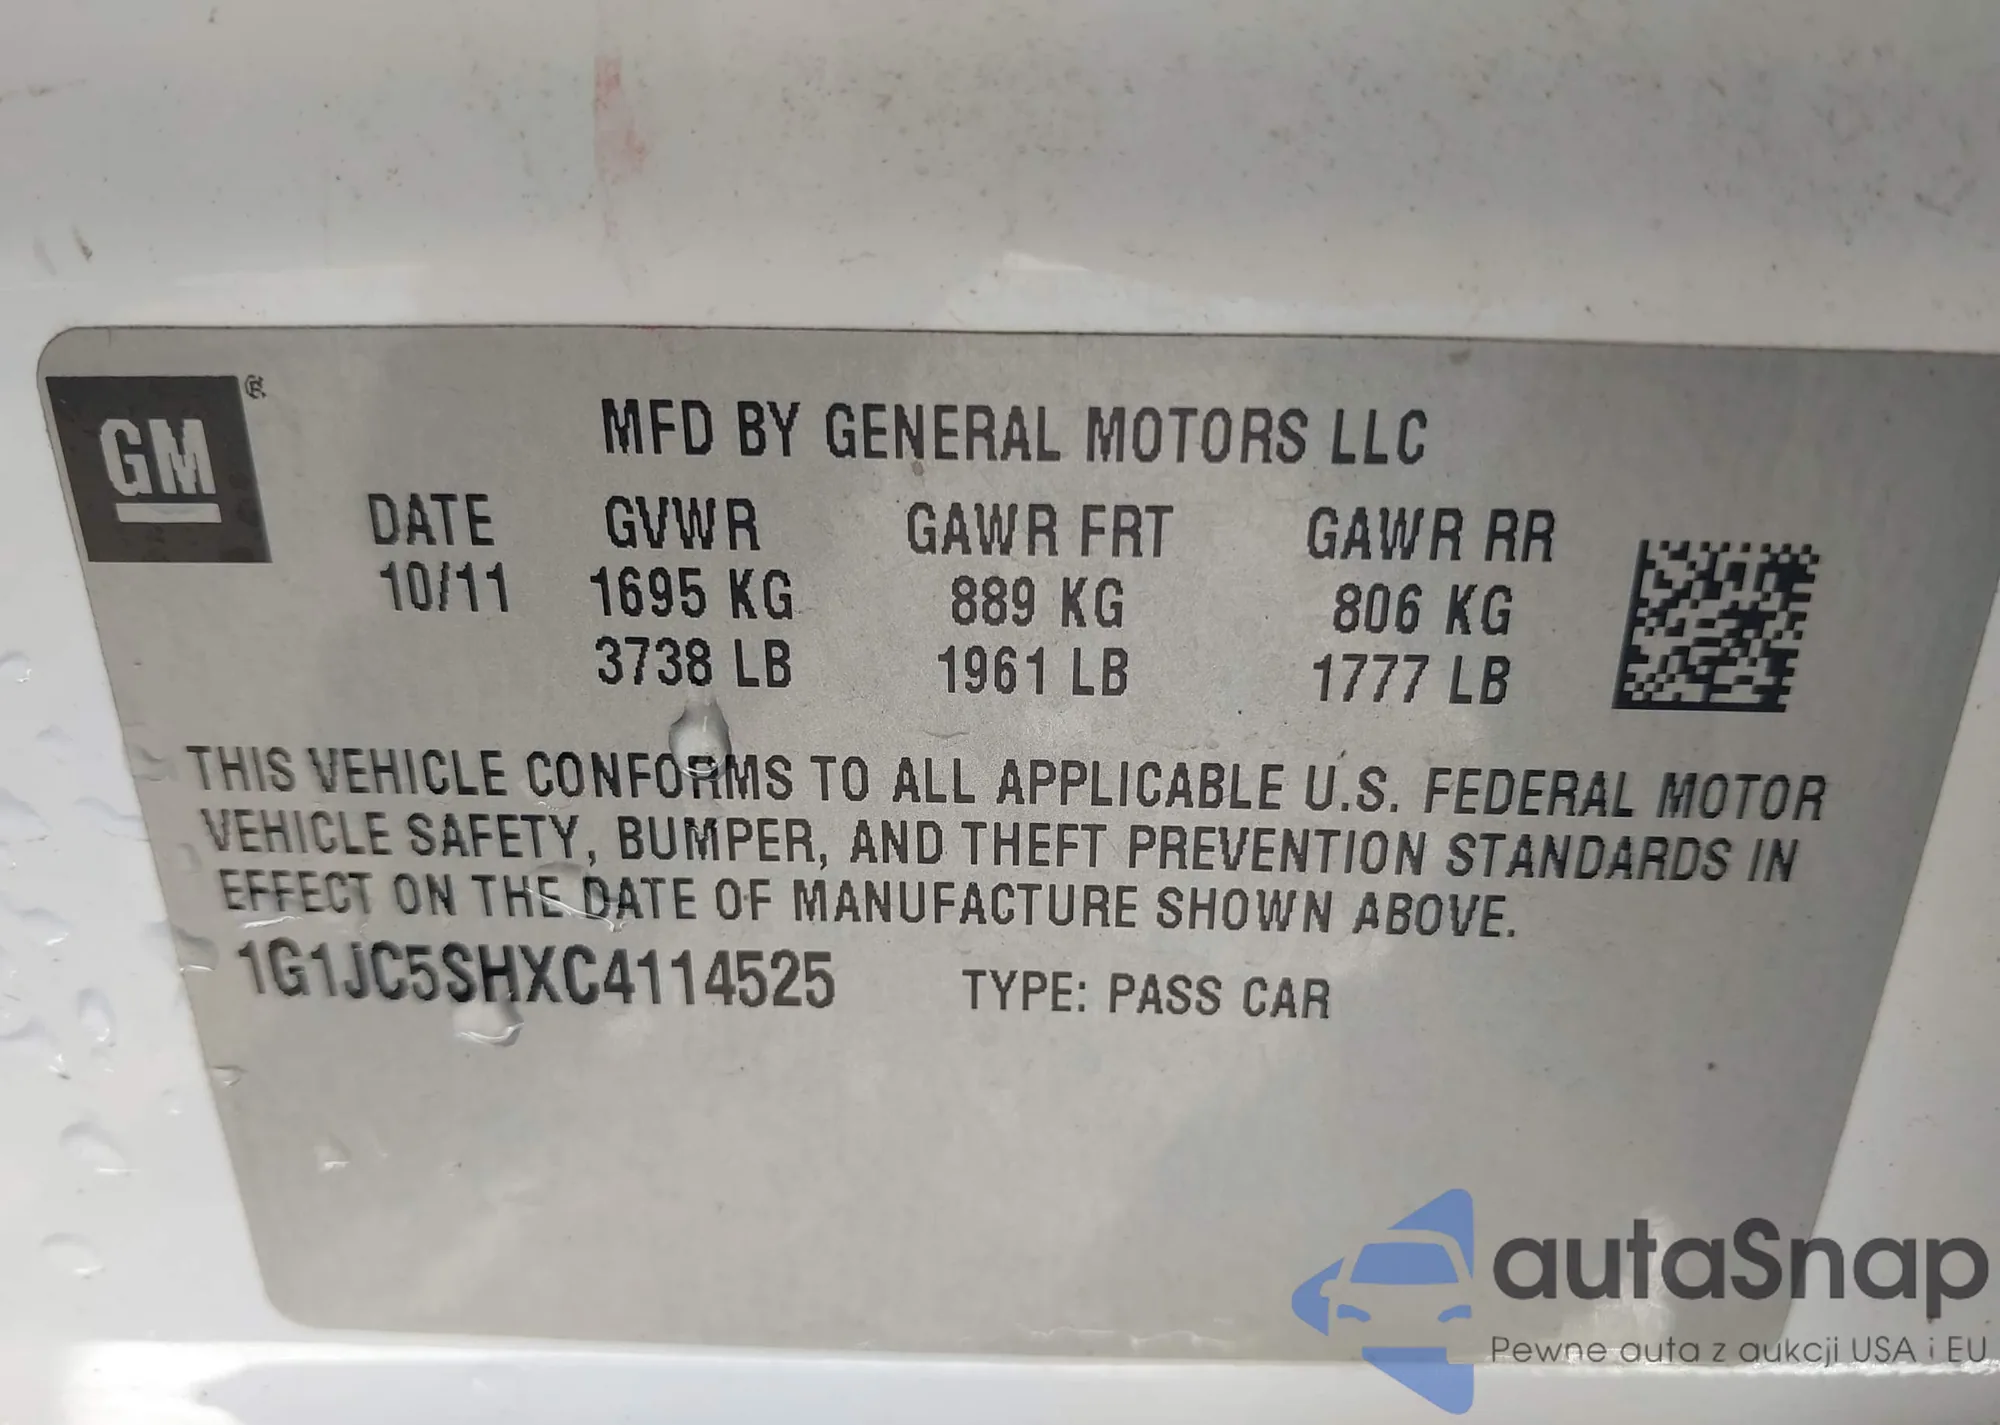 GM ®
MFD BY GENERAL MOTORS LLC
DATE GVWR GAWR FRT GAWR RR
10/11 1695 KG 889 KG 806 KG
3738 LB 1961 LB 1777 LB
THIS VEHICLE CONFORMS TO ALL APPLICABLE U.S. FEDERAL MOTOR
VEHICLE SAFETY, BUMPER, AND THEFT PREVENTION STANDARDS IN
EFFECT ON THE DATE OF MANUFACTURE SHOWN ABOVE.
1G1JC5SHXC4114525 TYPE: PASS CAR
autaSnap
Pewne auta z aukcji USA i EU